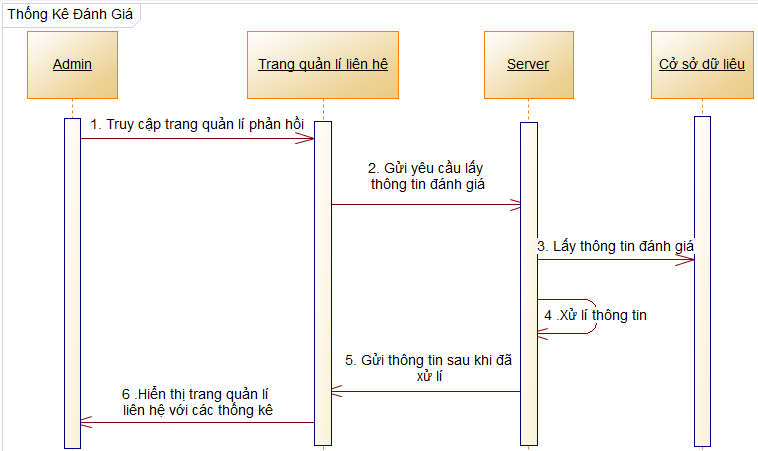 Thống Kê Đánh Giá
Admin
Trang quản lí liên hê
Server
Cở sở dữ liêu
1. Truy cập trang quản lí phản hồi
2. Gửi yêu cầu lấy
thông tin đánh giá
3. Lấy thông tin đánh giá
4 .Xử lí thông tin
5. Gửi thông tin sau khi đã
xử lí
6 .Hiển thị trang quản lí
liên hệ với các thống kê